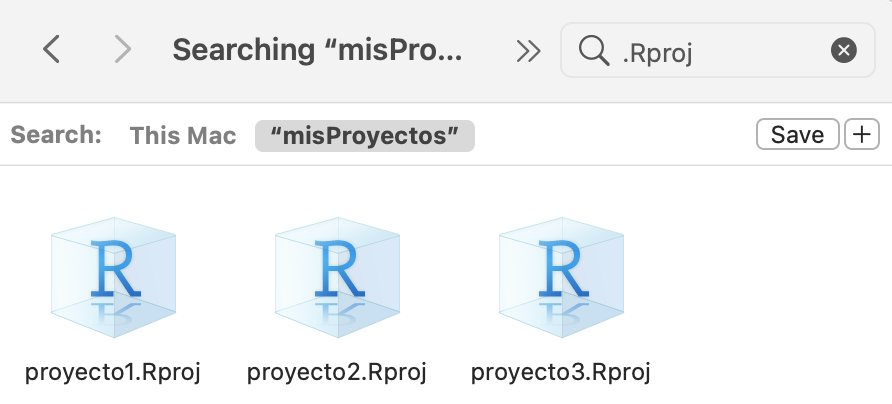 Searching “misPro...
.Rproj
Search: This Mac “misProyectos” Save +
R R R
proyecto1.Rproj proyecto2.Rproj proyecto3.Rproj